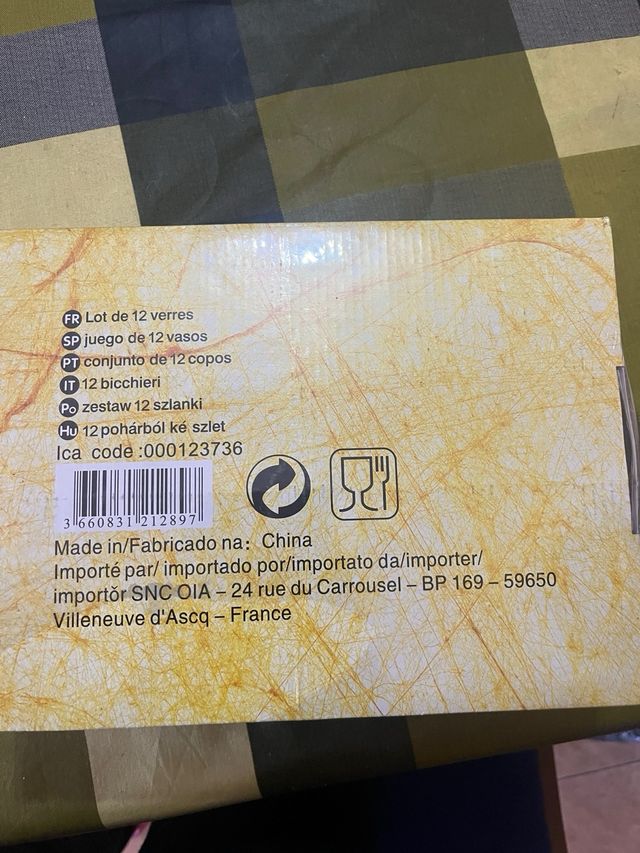 FR Lot de 12 verres
SP juego de 12 vasos
PT conjunto de 12 copos
IT 12 bicchieri
Po zestaw 12 szlanki
Hu 12 pohárból ké szlet
Ica code :000123736
3 660831 212897
Made in/Fabricado na: China
Importé par/ importado por/importato da/importer/
importőr SNC OIA – 24 rue du Carrousel – BP 169 – 59650
Villeneuve d'Ascq – France